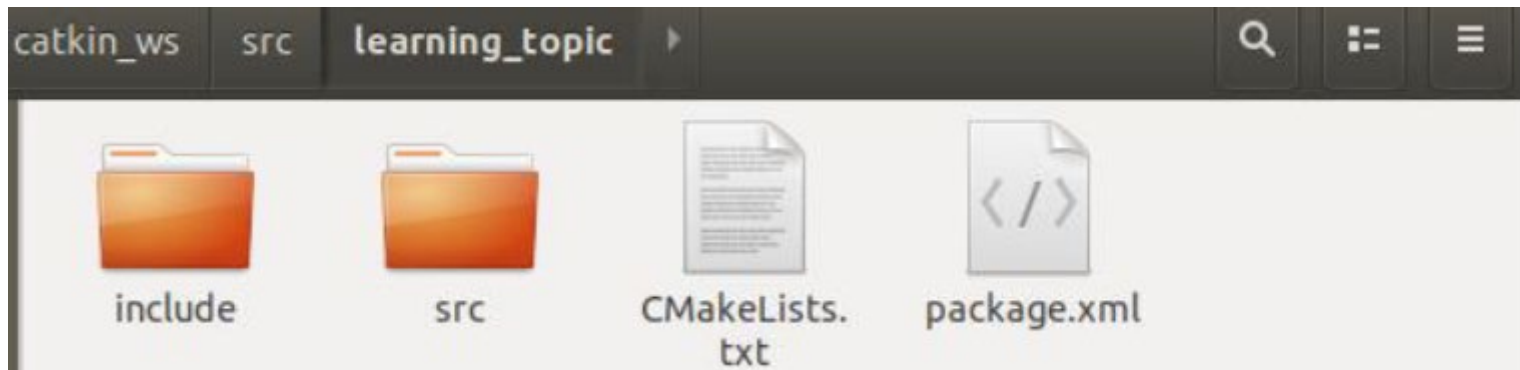 catkin_ws src learning_topic
include src CMakeLists. package.xml
txt